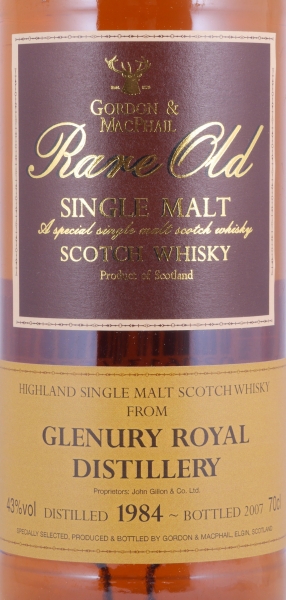 GORDON &
MACPHAIL
Rare Old
SINGLE MALT
A special single malt scotch whisky
SCOTCH WHISKY
Product of Scotland
HIGHLAND SINGLE MALT SCOTCH WHISKY
FROM
GLENURY ROYAL
DISTILLERY
Proprietors: John Gillon & Co. Ltd.
43%vol DISTILLED 1984 ~ BOTTLED 2007 70cl
SPECIALLY SELECTED, PRODUCED & BOTTLED BY GORDON & MACPHAIL, ELGIN, SCOTLAND